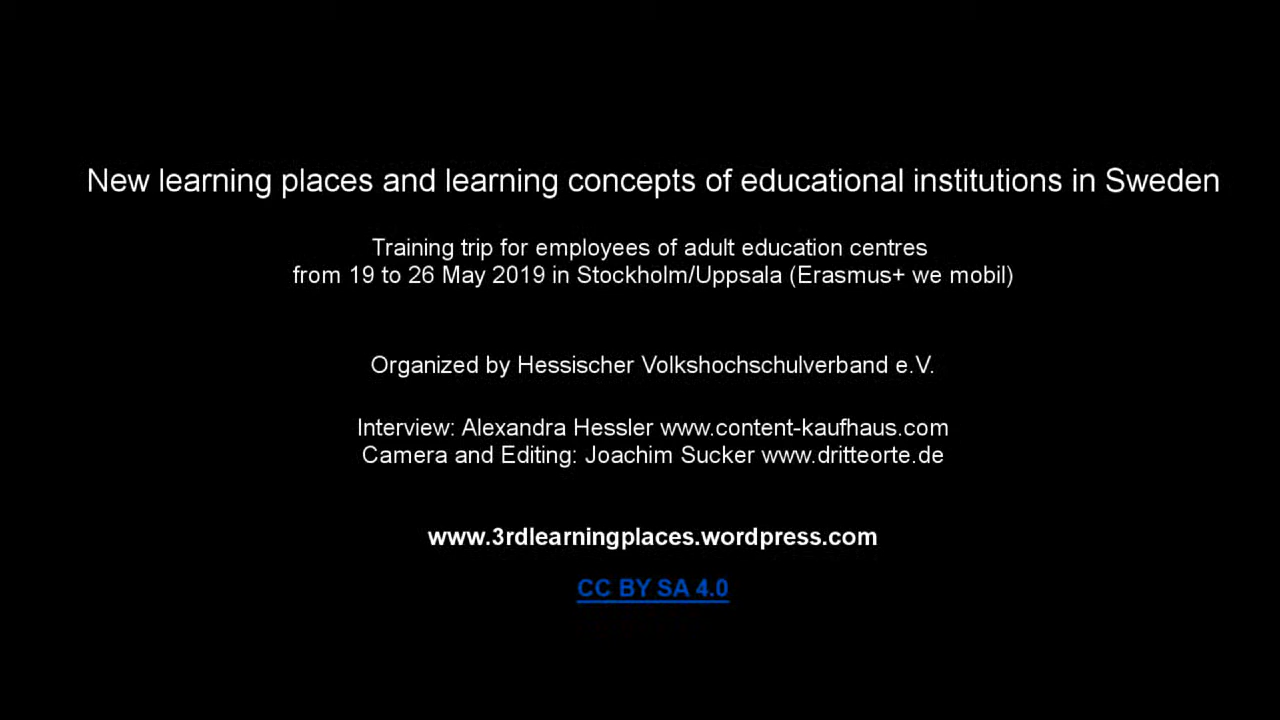 New learning places and learning concepts of educational institutions in Sweden
Training trip for employees of adult education centres
from 19 to 26 May 2019 in Stockholm/Uppsala (Erasmus+ we mobil)
Organized by Hessischer Volkshochschulverband e.V.
Interview: Alexandra Hessler www.content-kaufhaus.com
Camera and Editing: Joachim Sucker www.dritteorte.de
www.3rdlearningplaces.wordpress.com
CC BY SA 4.0